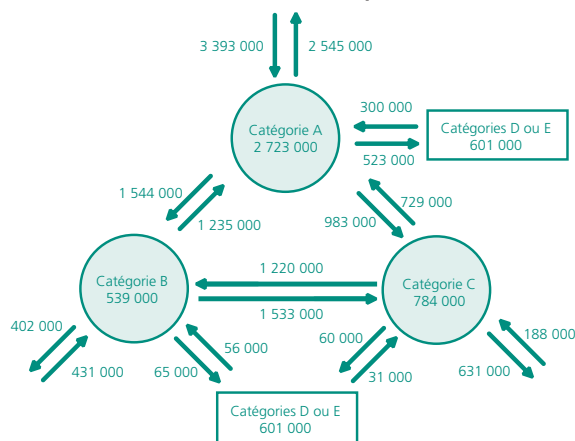 3 393 000
2 545 000
300 000
Catégorie A
2 723 000
Catégories D ou E
601 000
523 000
1 544 000
729 000
1 235 000
983 000
1 220 000
Catégorie B
539 000
Catégorie C
784 000
1 533 000
402 000
56 000
60 000
188 000
431 000
65 000
31 000
631 000
Catégories D ou E
601 000